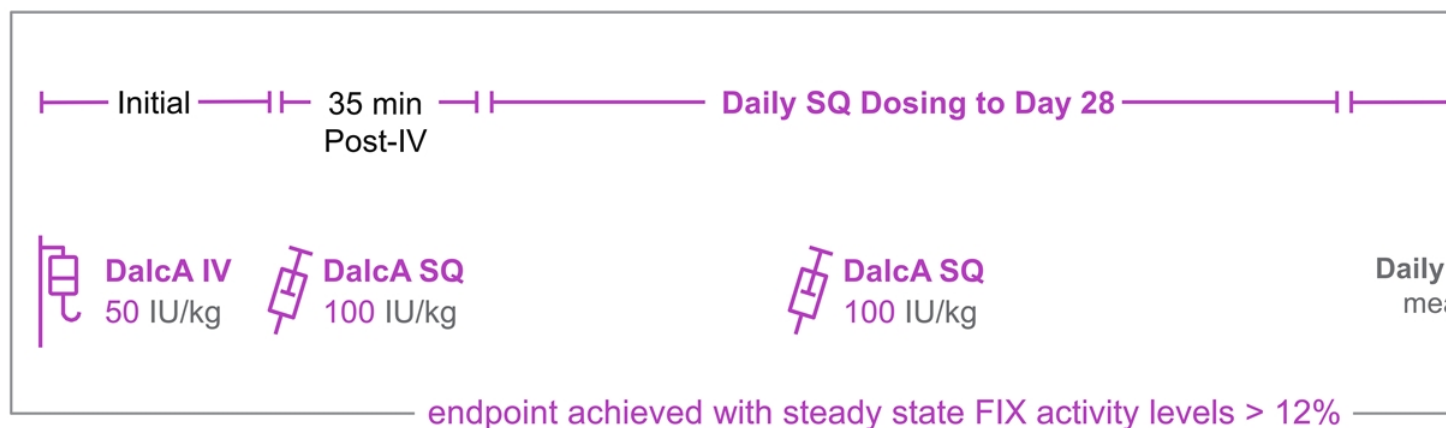 Initial
35 min
Post-IV
Daily SQ Dosing to Day 28
DalcA IV
50 IU/kg
DalcA SQ
100 IU/kg
DalcA SQ
100 IU/kg
Daily
endpoint achieved with steady state FIX activity levels > 12%